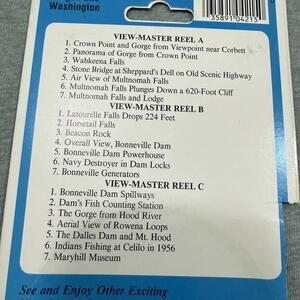 Washington
35891 04215
VIEW-MASTER REEL A
1. Crown Point and Gorge from Viewpoint near Corbett
2. Panorama of Gorge from Crown Point
3. Wahkeena Falls
4. Stone Bridge at Sheppard's Dell on Old Scenic Highway
5. Air View of Multnomah Falls
6. Multnomah Falls Plunges Down a 620-Foot Cliff
7. Multnomah Falls and Lodge
VIEW-MASTER REEL B
1. Latourelle Falls Drops 224 Feet
2. Horsetail Falls
3. Beacon Rock
4. Overall View, Bonneville Dam
5. Bonneville Dam Powerhouse
6. Navy Destroyer in Dam Locks
7. Bonneville Generators
VIEW-MASTER REEL C
1. Bonneville Dam Spillways
2. Dam's Fish Counting Station
3. The Gorge from Hood River
4. Aerial View of Rowena Loops
5. The Dalles Dam and Mt. Hood
6. Indians Fishing at Celilo in 1956
7. Maryhill Museum
See and Enjoy Other Exciting